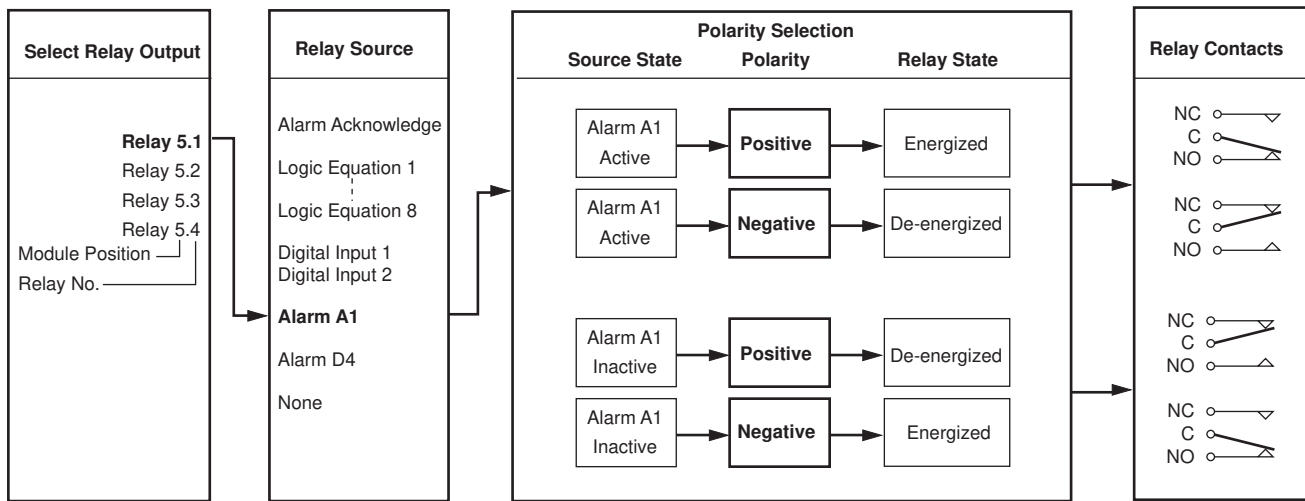 Select Relay Output
Relay 5.1
Relay 5.2
Relay 5.3
Relay 5.4
Module Position
Relay No.
Relay Source
Alarm Acknowledge
Logic Equation 1
Logic Equation 8
Digital Input 1
Digital Input 2
Alarm A1
Alarm D4
None
Polarity Selection
Source State Polarity Relay State
Alarm A1
Active
Positive
Energized
Alarm A1
Active
Negative
De-energized
Alarm A1
Inactive
Positive
De-energized
Alarm A1
Inactive
Negative
Energized
Relay Contacts
NC
C
NO
NC
C
NO
NC
C
NO
NC
C
NO